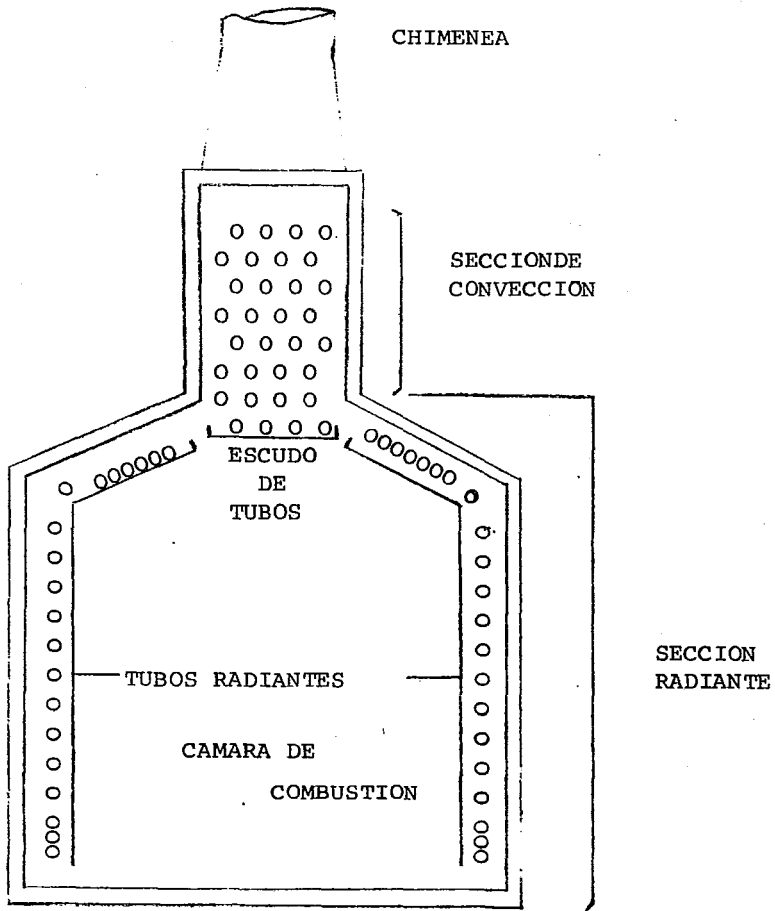 CHIMENEA
SECCIONDE
CONVECCION
ESCUDO
DE
TUBOS
TUBOS RADIANTES
SECCION
RADIANTE
CAMARA DE
COMBUSTION